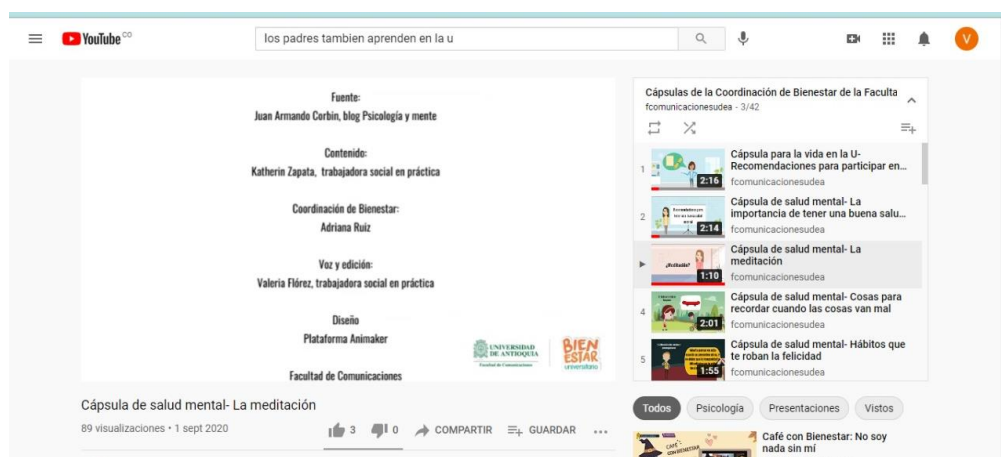 YouTube CO
los padres tambien aprenden en la u
V
Fuente:
Juan Armando Corbin, blog Psicología y mente
Contenido:
Katherin Zapata, trabajadora social en práctica
Coordinación de Bienestar:
Adriana Ruiz
Voz y edición:
Valeria Flórez, trabajadora social en práctica
Diseño
Plataforma Animaker
UNIVERSIDAD
DE ANTIOQUIA
Facultad de Comunicaciones
BIEN
ESTAR
universitario
Facultad de Comunicaciones
Cápsula de salud mental- La meditación
89 visualizaciones • 1 sept 2020
3
0
COMPARTIR
GUARDAR
Cápsulas de la Coordinación de Bienestar de la Faculta
fcomunicacionesudea - 3/42
1
2:16
Cápsula para la vida en la U-
Recomendaciones para participar en...
fcomunicacionesudea
2
2:14
Cápsula de salud mental- La
importancia de tener una buena salu...
fcomunicacionesudea
¿Meditación?
1:10
Cápsula de salud mental- La
meditación
fcomunicacionesudea
4
2:01
Cápsula de salud mental- Cosas para
recordar cuando las cosas van mal
fcomunicacionesudea
5
1:55
Cápsula de salud mental- Hábitos que
te roban la felicidad
fcomunicacionesudea
Todos
Psicología
Presentaciones
Vistos
CAFÉ
CON BIENESTAR
Café con Bienestar: No soy
nada sin mí